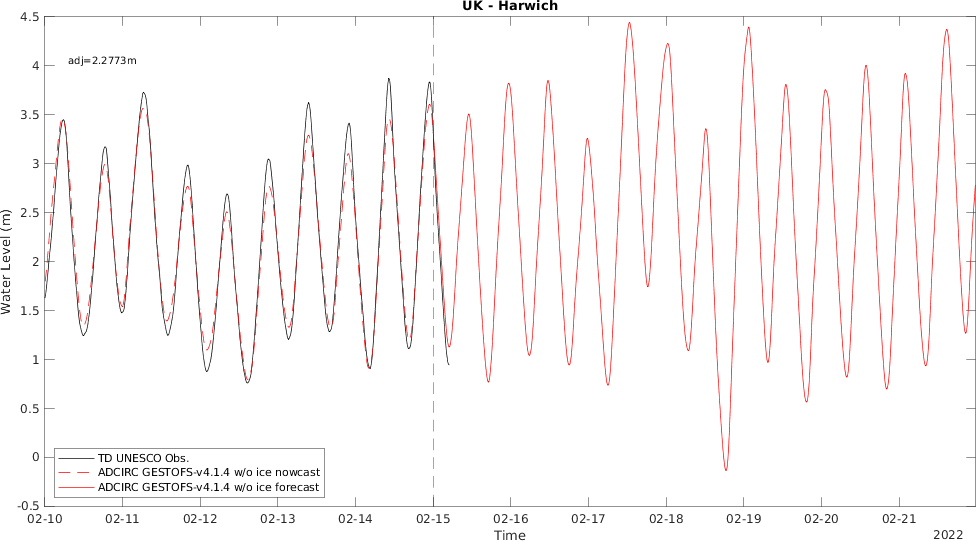 UK - Harwich
adj=2.2773m
Water Level (m)
4.5
4
3.5
3
2.5
2
1.5
1
0.5
0
-0.5
TD UNESCO Obs.
ADCIRC GESTOFS-v4.1.4 w/o ice nowcast
ADCIRC GESTOFS-v4.1.4 w/o ice forecast
02-10 02-11 02-12 02-13 02-14 02-15 02-16 02-17 02-18 02-19 02-20 02-21
Time
2022